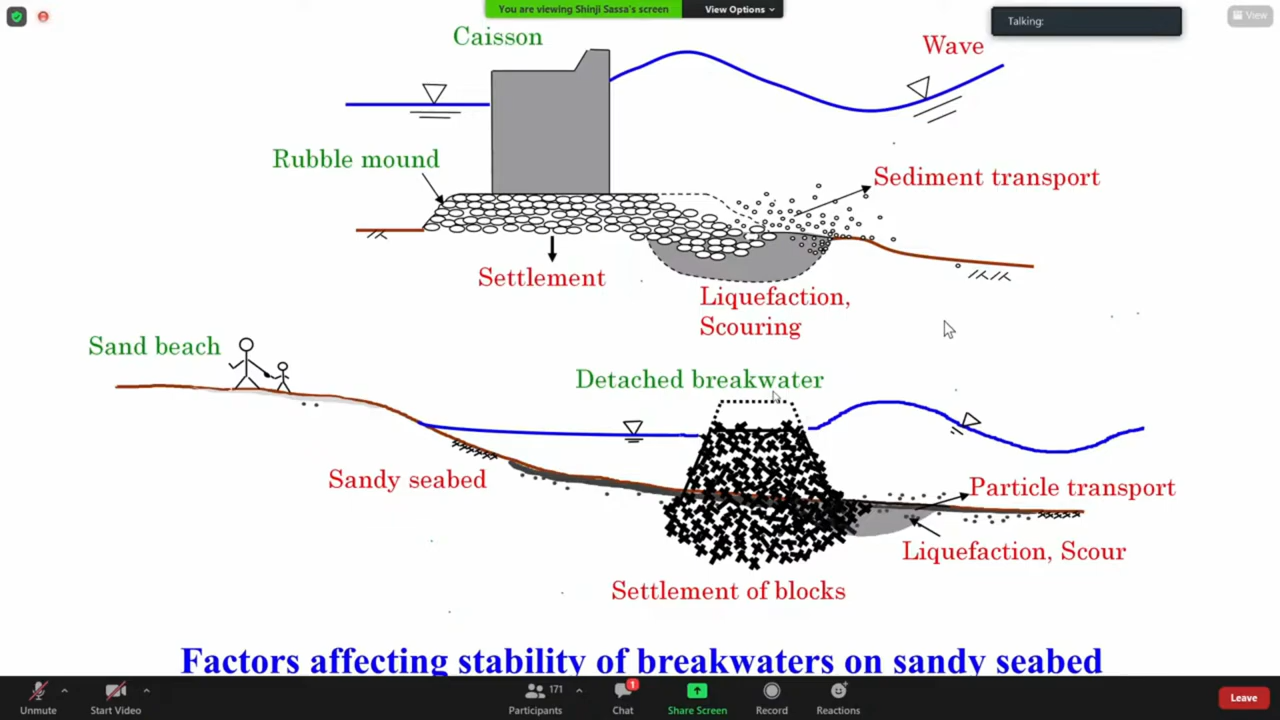 You are viewing Shinji Sassa's screen
View Options
Talking:
View
Caisson
Wave
Rubble mound
Sediment transport
Settlement
Liquefaction,
Scouring
Sand beach
Detached breakwater
Sandy seabed
Particle transport
Liquefaction, Scour
Settlement of blocks
Factors affecting stability of breakwaters on sandy seabed
Unmute
Start Video
171
Participants
1
Chat
Share Screen
Record
Reactions
Leave